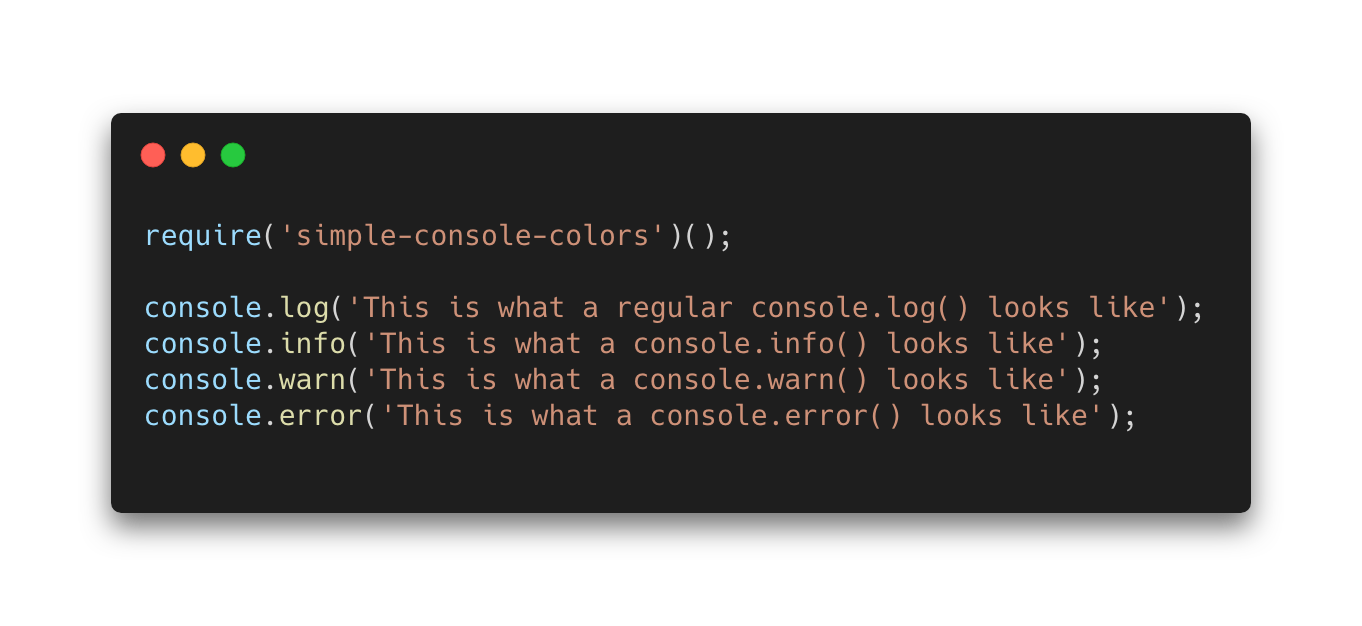 require('simple-console-colors')();
console.log('This is what a regular console.log() looks like');
console.info('This is what a console.info() looks like');
console.warn('This is what a console.warn() looks like');
console.error('This is what a console.error() looks like');